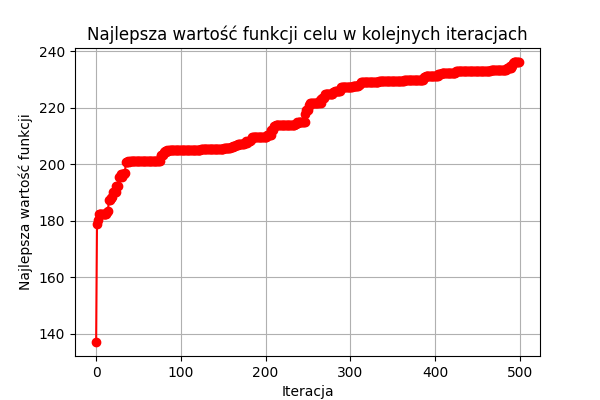 Najlepsza wartość funkcji celu w kolejnych iteracjach
240
220
200
180
160
140
Najlepsza wartość funkcji
0 100 200 300 400 500
Iteracja